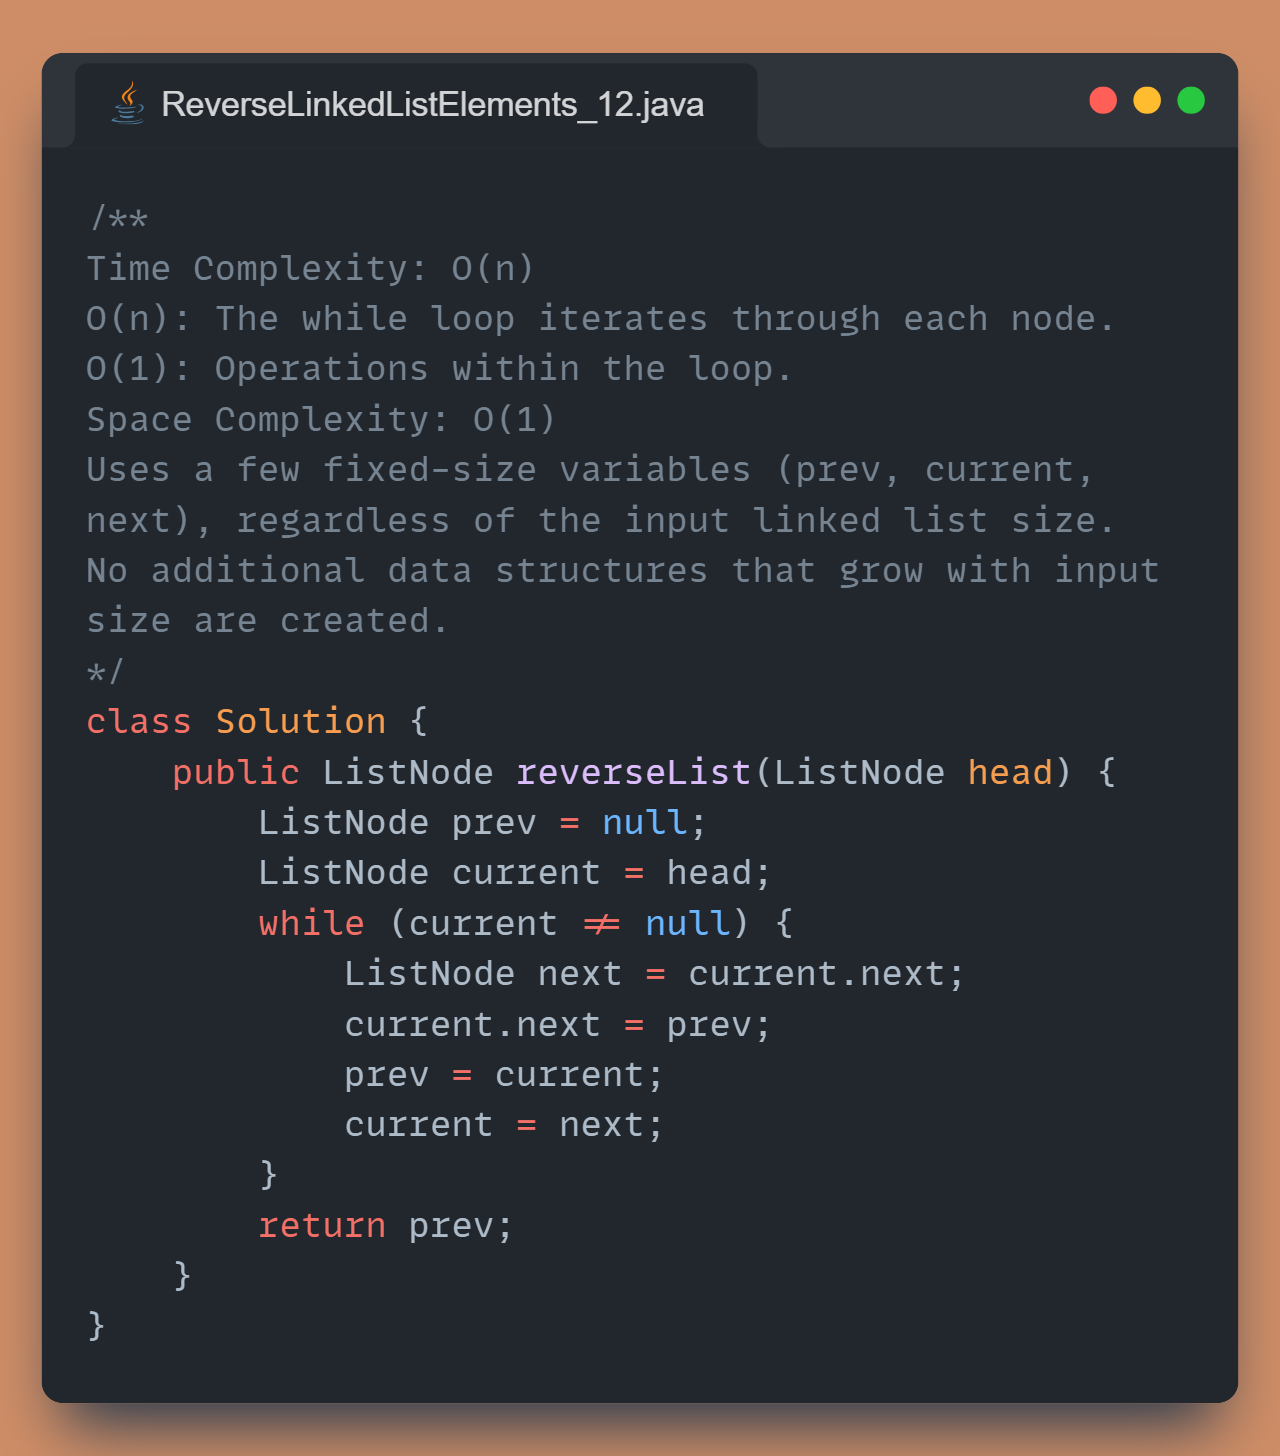 ReverseLinkedListElements_12.java
/**
Time Complexity: O(n)
O(n): The while loop iterates through each node.
O(1): Operations within the loop.
Space Complexity: O(1)
Uses a few fixed-size variables (prev, current,
next), regardless of the input linked list size.
No additional data structures that grow with input
size are created.
*/
class Solution {
    public ListNode reverseList(ListNode head) {
        ListNode prev = null;
        ListNode current = head;
        while (current != null) {
            ListNode next = current.next;
            current.next = prev;
            prev = current;
            current = next;
        }
        return prev;
    }
}